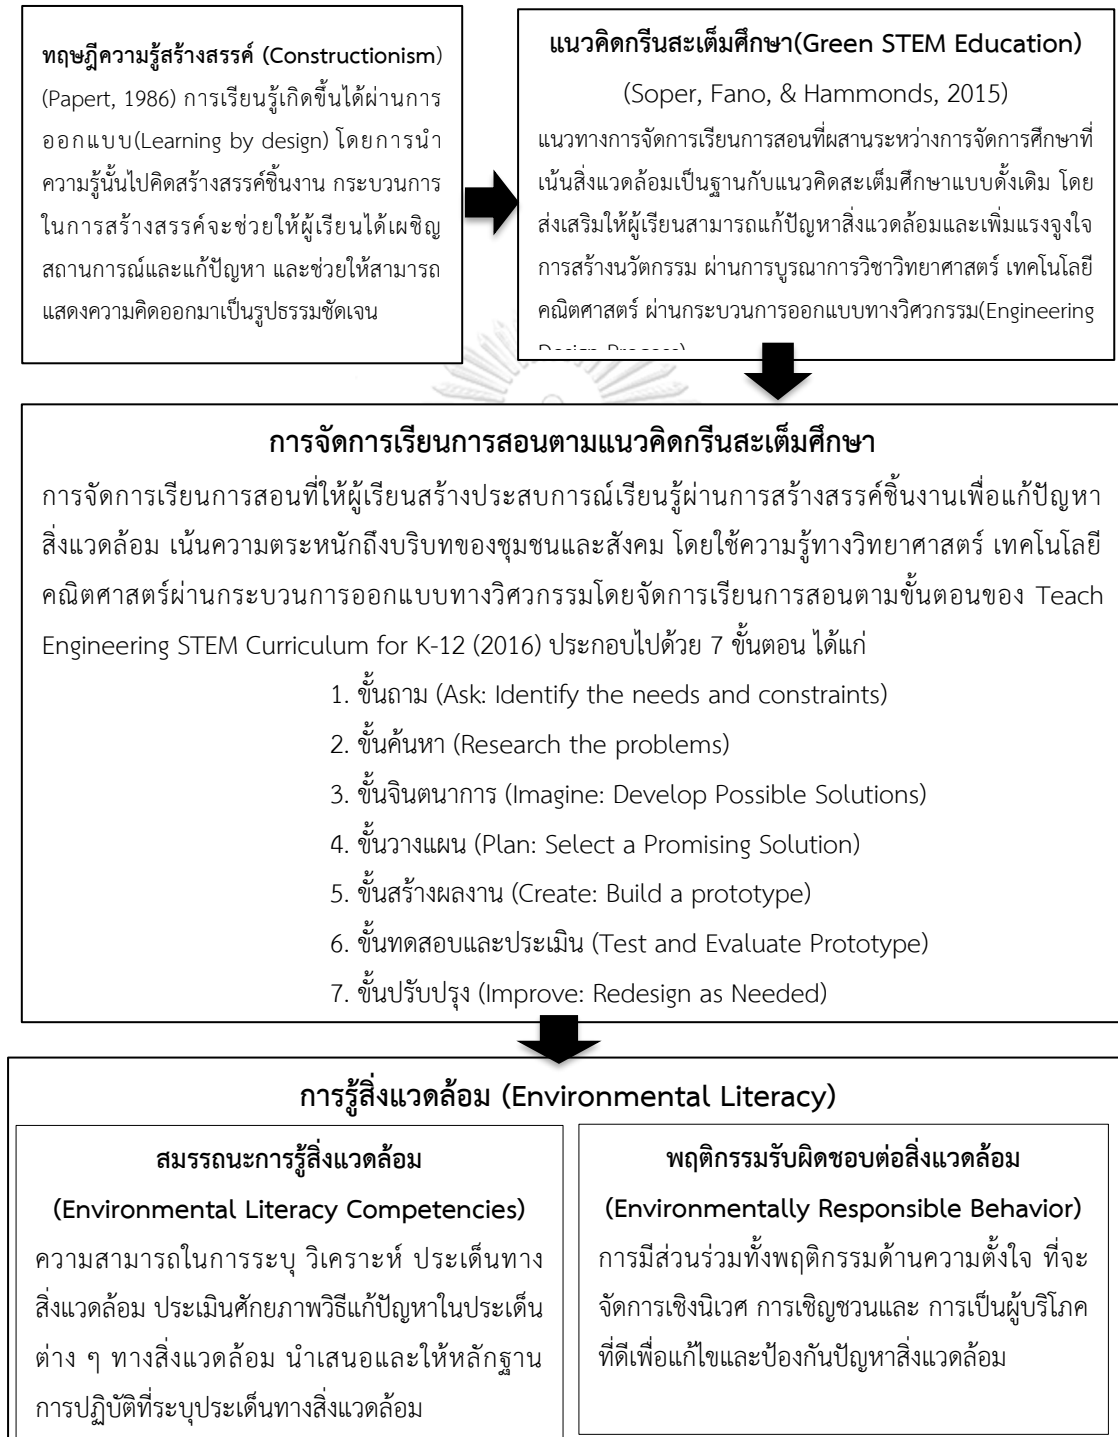 ทฤษฎีความรู้สร้างสรรค์ (Constructionism)
(Papert, 1986) การเรียนรู้เกิดขึ้นได้ผ่านการ
ออกแบบ(Learning by design) โดยการนำ
ความรู้นั้นไปคิดสร้างสรรค์ชิ้นงาน กระบวนการ
ในการสร้างสรรค์จะช่วยให้ผู้เรียนได้เผชิญ
สถานการณ์และแก้ปัญหา และช่วยให้สามารถ
แสดงความคิดออกมาเป็นรูปธรรมชัดเจน
แนวคิดกรีนสะเต็มศึกษา(Green STEM Education)
(Soper, Fano, & Hammonds, 2015)
แนวทางการจัดการเรียนการสอนที่ผสานระหว่างการจัดการศึกษาที่
เน้นสิ่งแวดล้อมเป็นฐานกับแนวคิดสะเต็มศึกษาแบบดั้งเดิม โดย
ส่งเสริมให้ผู้เรียนสามารถแก้ปัญหาสิ่งแวดล้อมและเพิ่มแรงจูงใจ
การสร้างนวัตกรรม ผ่านการบูรณาการวิชาวิทยาศาสตร์ เทคโนโลยี
คณิตศาสตร์ ผ่านกระบวนการออกแบบทางวิศวกรรม(Engineering
Design Process)
การจัดการเรียนการสอนตามแนวคิดกรีนสะเต็มศึกษา
การจัดการเรียนการสอนที่ให้ผู้เรียนสร้างประสบการณ์เรียนรู้ผ่านการสร้างสรรค์ชิ้นงานเพื่อแก้ปัญหา
สิ่งแวดล้อม เน้นความตระหนักถึงบริบทของชุมชนและสังคม โดยใช้ความรู้ทางวิทยาศาสตร์ เทคโนโลยี
คณิตศาสตร์ผ่านกระบวนการออกแบบทางวิศวกรรมโดยจัดการเรียนการสอนตามขั้นตอนของ Teach
Engineering STEM Curriculum for K-12 (2016) ประกอบไปด้วย 7 ขั้นตอน ได้แก่
1. ขั้นถาม (Ask: Identify the needs and constraints)
2. ขั้นค้นหา (Research the problems)
3. ขั้นจินตนาการ (Imagine: Develop Possible Solutions)
4. ขั้นวางแผน (Plan: Select a Promising Solution)
5. ขั้นสร้างผลงาน (Create: Build a prototype)
6. ขั้นทดสอบและประเมิน (Test and Evaluate Prototype)
7. ขั้นปรับปรุง (Improve: Redesign as Needed)
การรู้สิ่งแวดล้อม (Environmental Literacy)
สมรรถนะการรู้สิ่งแวดล้อม
(Environmental Literacy Competencies)
ความสามารถในการระบุ วิเคราะห์ ประเด็นทาง
สิ่งแวดล้อม ประเมินศักยภาพวิธีแก้ปัญหาในประเด็น
ต่าง ๆ ทางสิ่งแวดล้อม นำเสนอและให้หลักฐาน
การปฏิบัติที่ระบุประเด็นทางสิ่งแวดล้อม
พฤติกรรมรับผิดชอบต่อสิ่งแวดล้อม
(Environmentally Responsible Behavior)
การมีส่วนร่วมทั้งพฤติกรรมด้านความตั้งใจ ที่จะ
จัดการเชิงนิเวศ การเชิญชวนและ การเป็นผู้บริโภค
ที่ดีเพื่อแก้ไขและป้องกันปัญหาสิ่งแวดล้อม